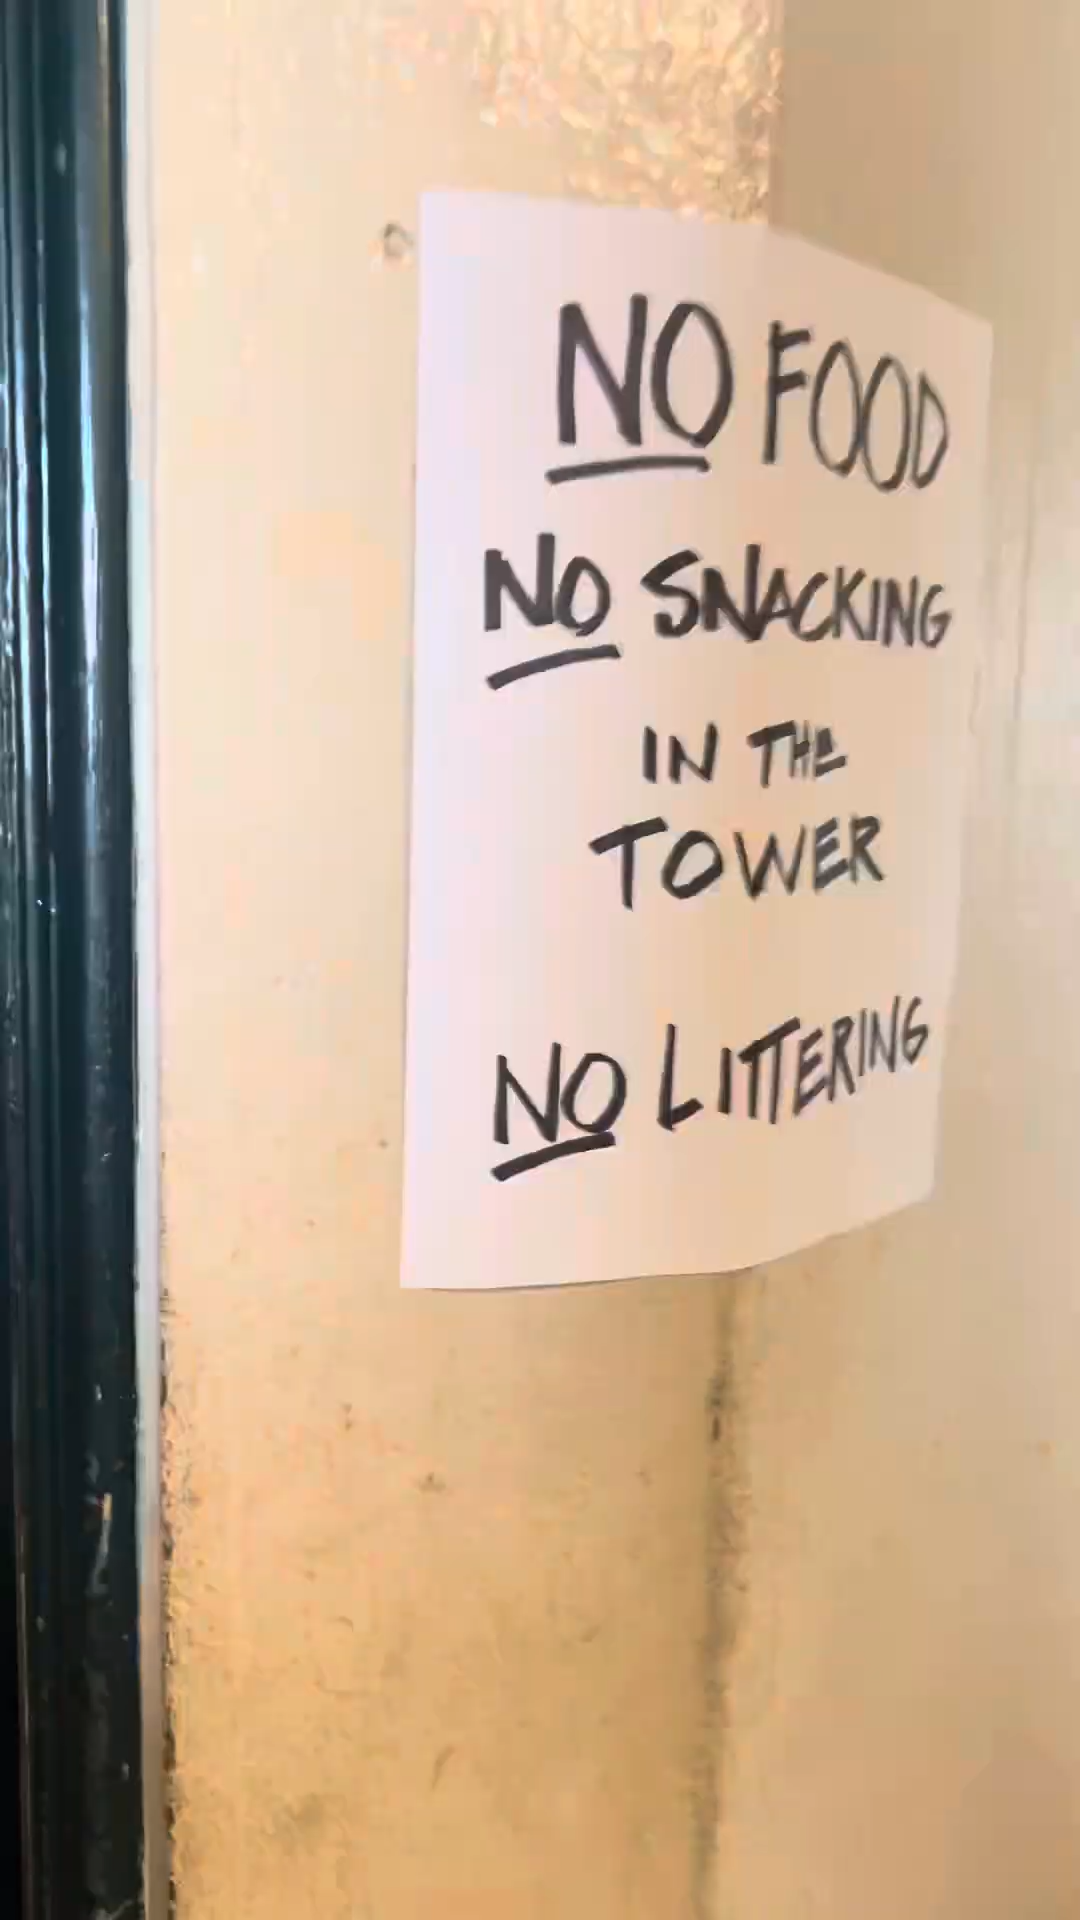 NO FOOD
NO SNACKING
IN THE
TOWER
NO LITTERING